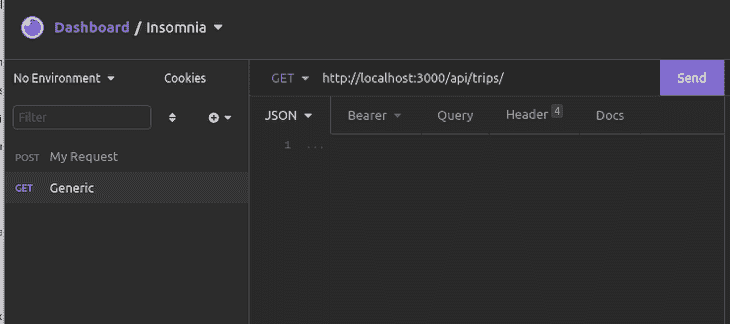 Dashboard / Insomnia
No Environment
Cookies
GET http://localhost:3000/api/trips/ Send
Filter
JSON Bearer Query Header 4 Docs
1 ...
POST My Request
GET Generic